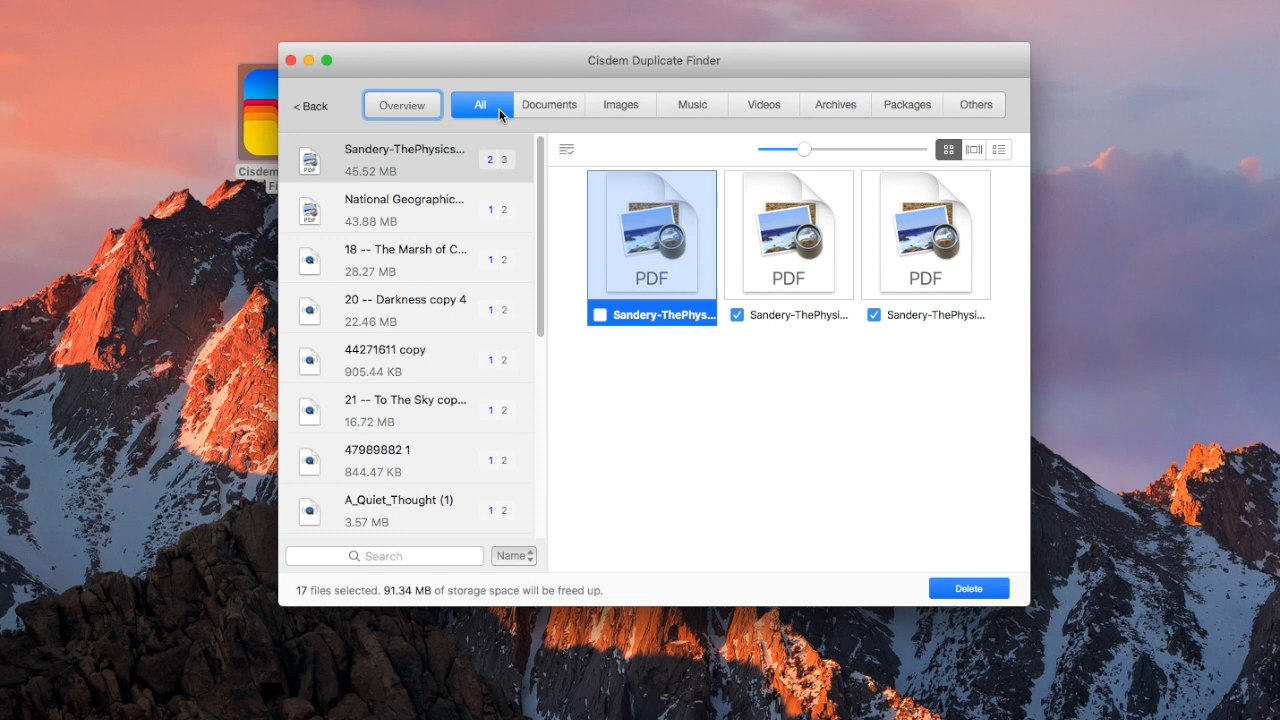 Cisdem Duplicate Finder
< Back
Overview
All
Documents
Images
Music
Videos
Archives
Packages
Others
Cisdem
Fi
Sandery-ThePhysics...
45.52 MB
2 3
PDF
National Geographic...
43.88 MB
1 2
PDF
18 -- The Marsh of C...
28.27 MB
1 2
20 -- Darkness copy 4
22.46 MB
1 2
44271611 copy
905.44 KB
1 2
21 -- To The Sky cop...
16.72 MB
1 2
47989882 1
844.47 KB
1 2
A_Quiet_Thought (1)
3.57 MB
1 2
Search
Name
PDF
PDF
PDF
Sandery-ThePhys...
Sandery-ThePhysi...
Sandery-ThePhysi...
17 files selected. 91.34 MB of storage space will be freed up.
Delete